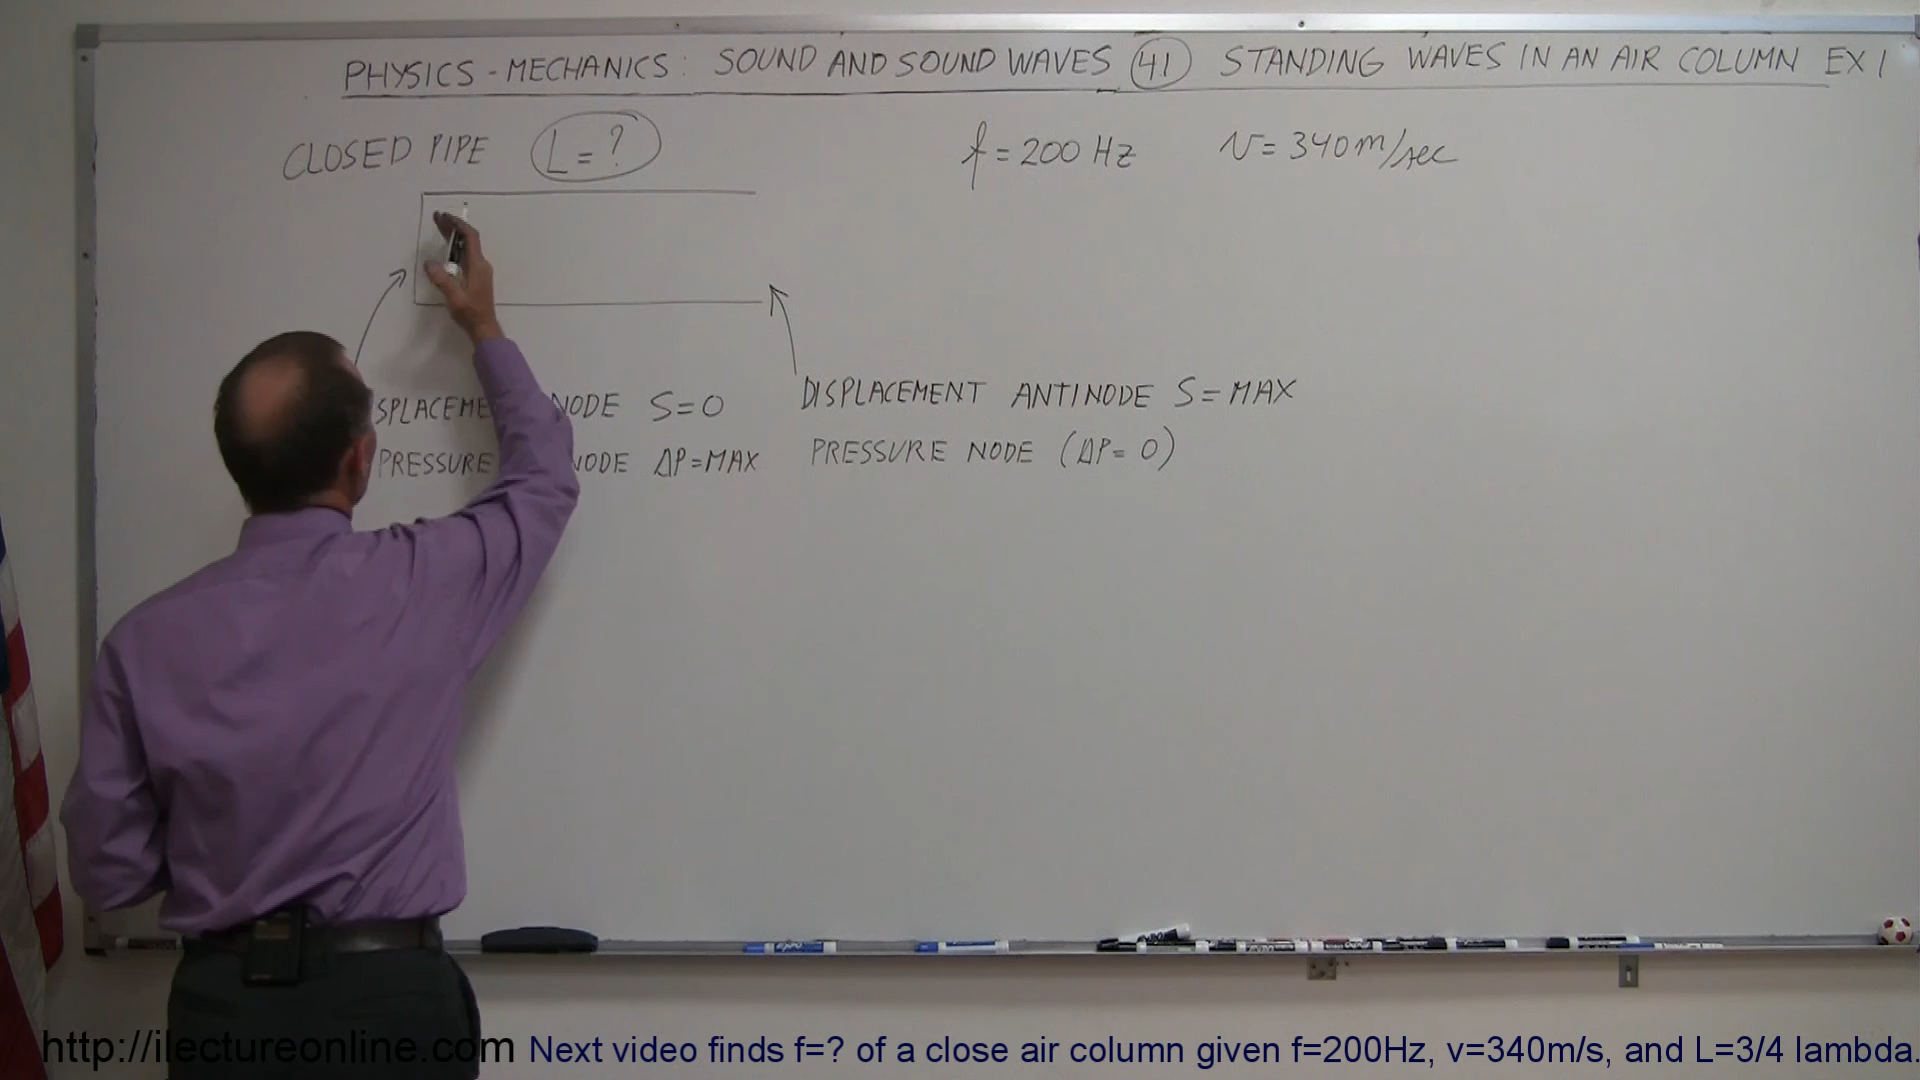 PHYSICS - MECHANICS: SOUND AND SOUND WAVES 41 STANDING WAVES IN AN AIR COLUMN EX 1
CLOSED PIPE L = ? f = 200 Hz v = 340 m/sec
NODE S = 0 DISPLACEMENT ANTINODE S = MAX
PRESSURE NODE ΔP = MAX PRESSURE NODE (ΔP = 0)
http://ilectureonline.com Next video finds f=? of a close air column given f=200Hz, v=340m/s, and L=3/4 lambda.